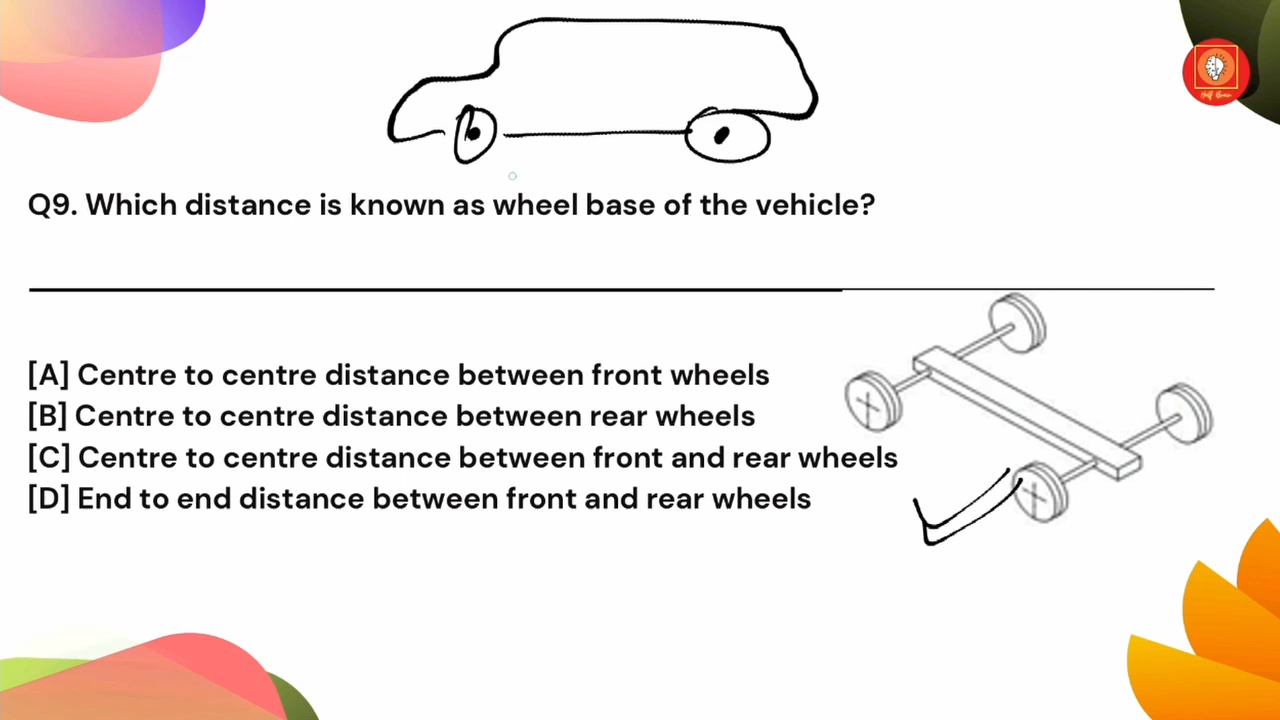 Half Brain
Q9. Which distance is known as wheel base of the vehicle?
[A] Centre to centre distance between front wheels
[B] Centre to centre distance between rear wheels
[C] Centre to centre distance between front and rear wheels
[D] End to end distance between front and rear wheels